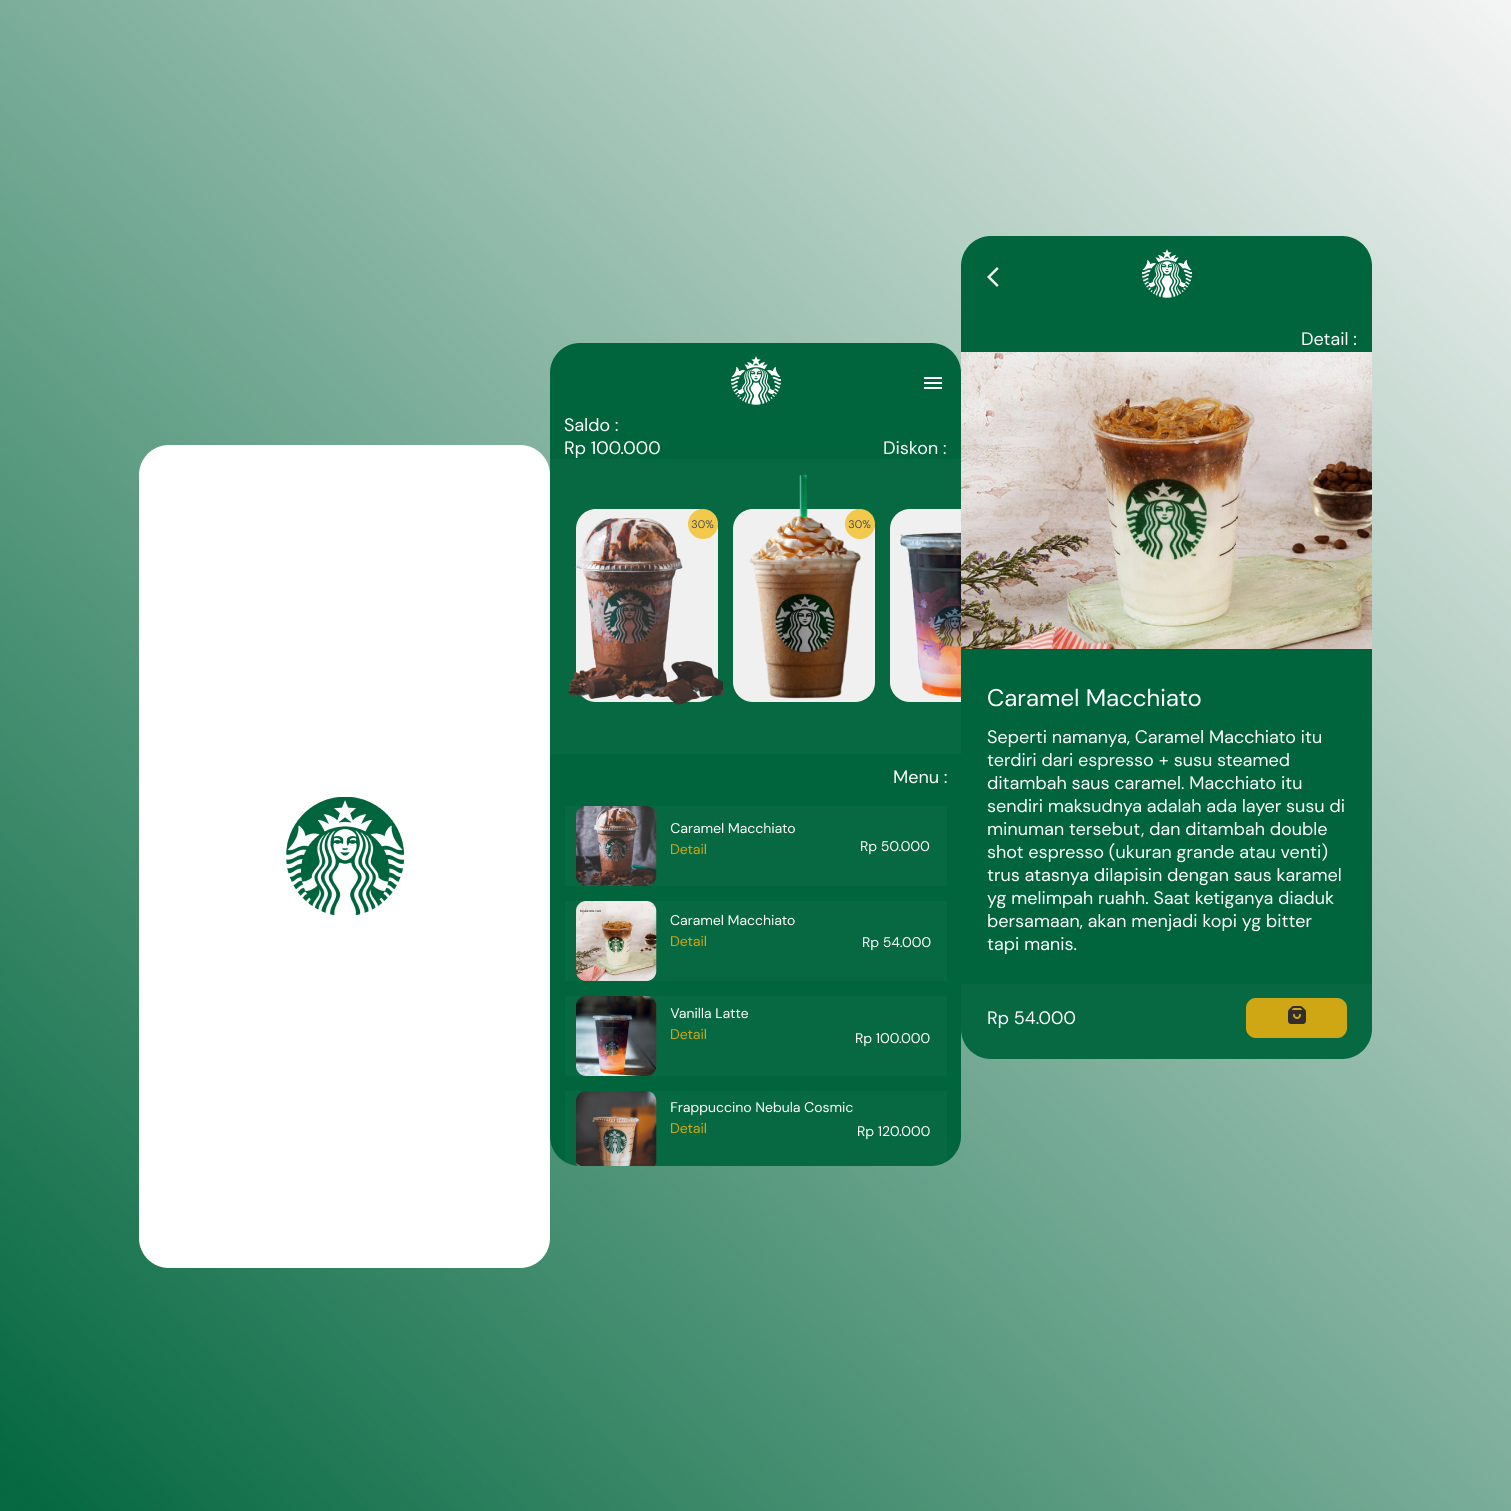 Saldo :
Rp 100.000
Diskon :
30%
30%
Menu :
Caramel Macchiato
Detail
Rp 50.000
Caramel Macchiato
Detail
Rp 54.000
Vanilla Latte
Detail
Rp 100.000
Frappuccino Nebula Cosmic
Detail
Rp 120.000
Detail :
Caramel Macchiato
Seperti namanya, Caramel Macchiato itu
terdiri dari espresso + susu steamed
ditambah saus caramel. Macchiato itu
sendiri maksudnya adalah ada layer susu di
minuman tersebut, dan ditambah double
shot espresso (ukuran grande atau venti)
trus atasnya dilapisin dengan saus karamel
yg melimpah ruahh. Saat ketiganya diaduk
bersamaan, akan menjadi kopi yg bitter
tapi manis.
Rp 54.000